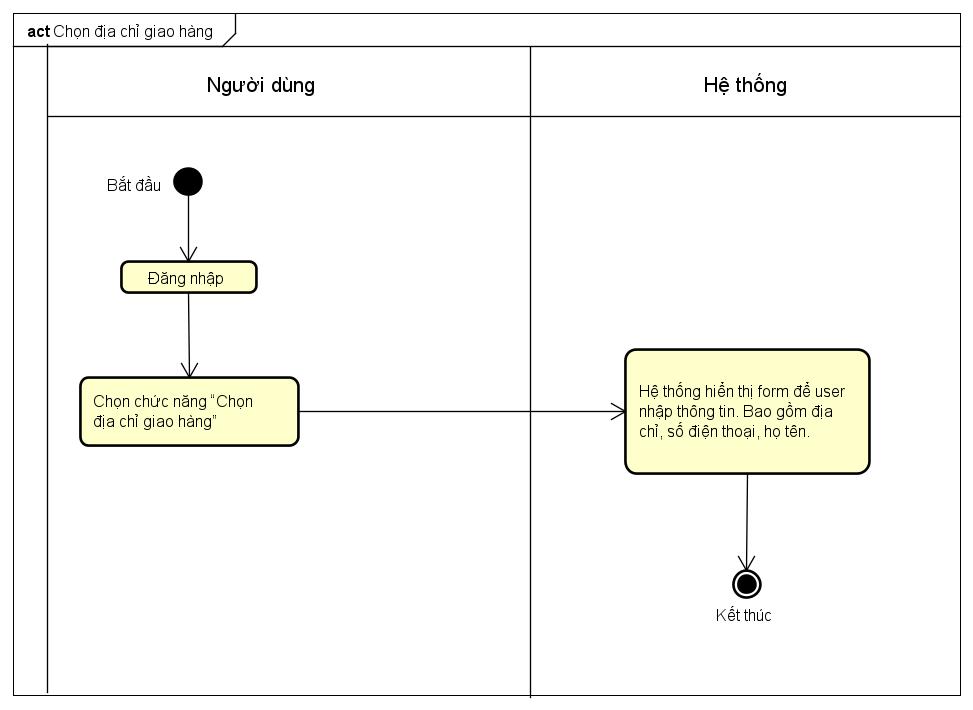 act Chọn địa chỉ giao hàng
Người dùng
Hệ thống
Bắt đầu
Đăng nhập
Chọn chức năng “Chọn
địa chỉ giao hàng”
Hệ thống hiển thị form để user
nhập thông tin. Bao gồm địa
chỉ, số điện thoại, họ tên.
Kết thúc